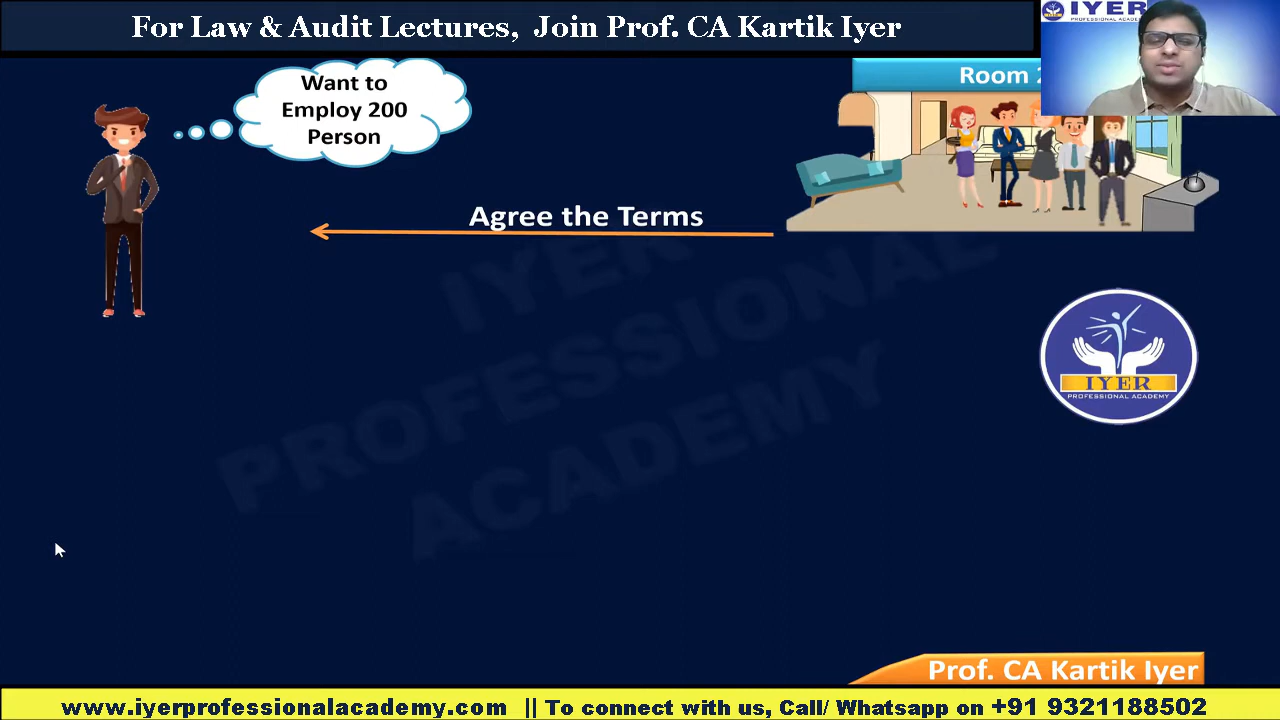 For Law & Audit Lectures, Join Prof. CA Kartik Iyer
IYER
PROFESSIONAL
Want to
Employ 200
Person
Room
Agree the Terms
IYER
PROFESSIONAL
ACADEMY
IYER
PROFESSIONAL ACADEMY
Prof. CA Kartik Iyer
www.iyerprofessionalacademy.com || To connect with us, Call/ Whatsapp on +91 9321188502